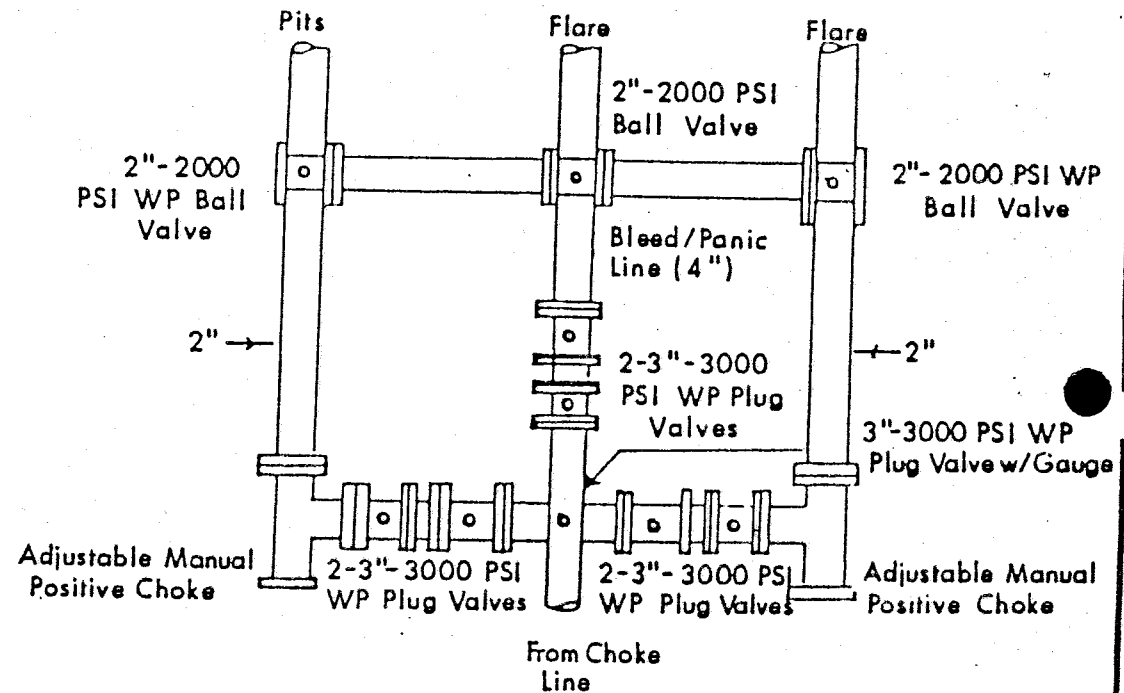 Pits
Flare
Flare
2"-2000 PSI
Ball Valve
2"-2000
PSI WP Ball
Valve
2"-2000 PSI WP
Ball Valve
Bleed/Panic
Line (4")
2"
2"
2-3"-3000
PSI WP Plug
Valves
3"-3000 PSI WP
Plug Valve w/Gauge
Adjustable Manual
Positive Choke
2-3"-3000 PSI
WP Plug Valves
2-3"-3000 PSI
WP Plug Valves
Adjustable Manual
Positive Choke
From Choke
Line